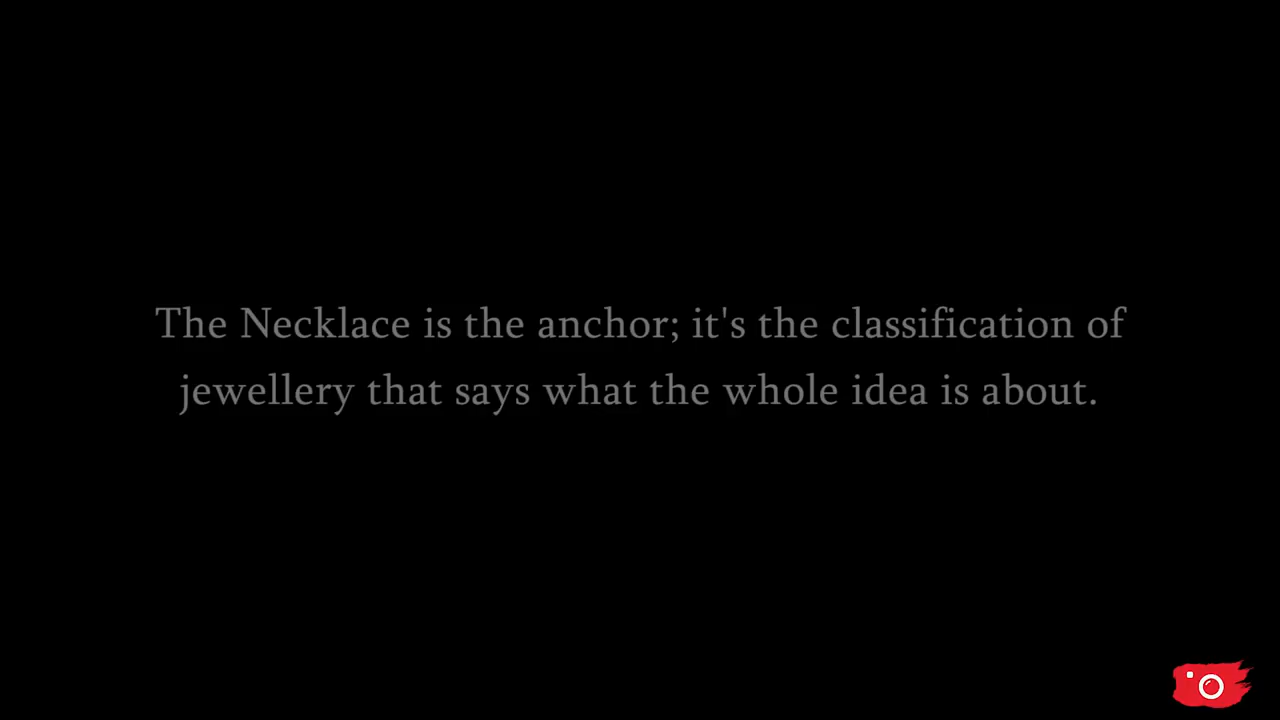 The Necklace is the anchor; it's the classification of
jewellery that says what the whole idea is about.